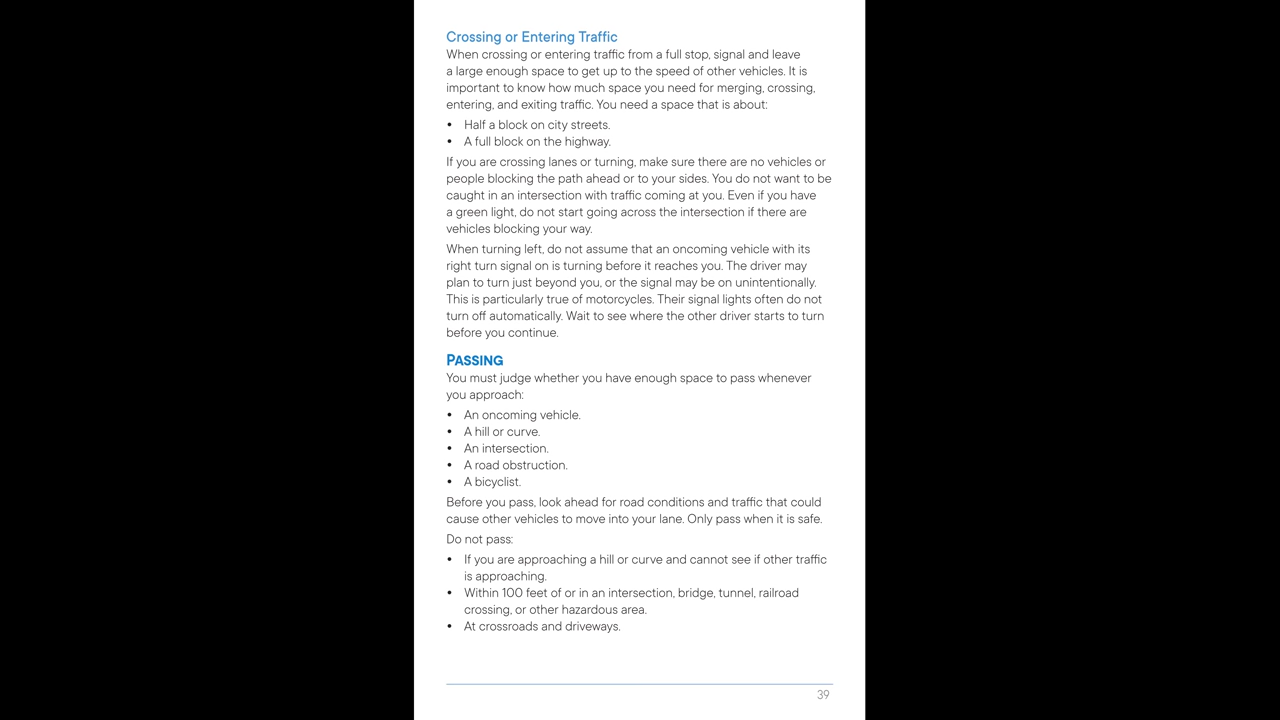 Crossing or Entering Traffic
When crossing or entering traffic from a full stop, signal and leave
a large enough space to get up to the speed of other vehicles. It is
important to know how much space you need for merging, crossing,
entering, and exiting traffic. You need a space that is about:
• Half a block on city streets.
• A full block on the highway.
If you are crossing lanes or turning, make sure there are no vehicles or
people blocking the path ahead or to your sides. You do not want to be
caught in an intersection with traffic coming at you. Even if you have
a green light, do not start going across the intersection if there are
vehicles blocking your way.
When turning left, do not assume that an oncoming vehicle with its
right turn signal on is turning before it reaches you. The driver may
plan to turn just beyond you, or the signal may be on unintentionally.
This is particularly true of motorcycles. Their signal lights often do not
turn off automatically. Wait to see where the other driver starts to turn
before you continue.
PASSING
You must judge whether you have enough space to pass whenever
you approach:
• An oncoming vehicle.
• A hill or curve.
• An intersection.
• A road obstruction.
• A bicyclist.
Before you pass, look ahead for road conditions and traffic that could
cause other vehicles to move into your lane. Only pass when it is safe.
Do not pass:
• If you are approaching a hill or curve and cannot see if other traffic
is approaching.
• Within 100 feet of or in an intersection, bridge, tunnel, railroad
crossing, or other hazardous area.
• At crossroads and driveways.
39